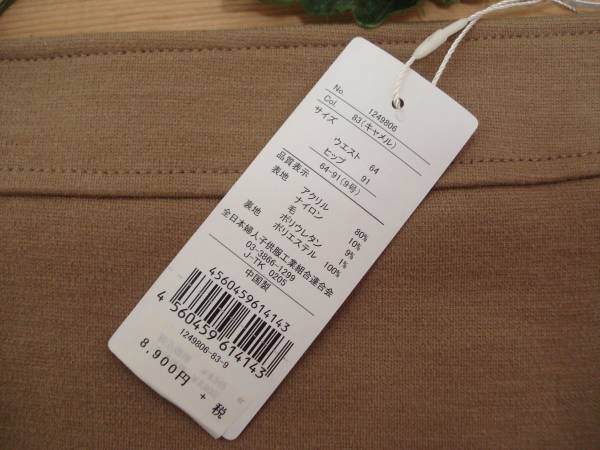 No. 1249806
Col. 83(キャメル)
サイズ
ウエスト 64
ヒップ 91
64-91(9号)
品質表示
表地 アクリル 80%
ナイロン 10%
毛 9%
ポリウレタン 1%
裏地 ポリエステル 100%
全日本婦人子供服工業組合連合会
03-3866-1299
J-TK 0205
中国製
4560459614143
4 560459 614143
1249806-83-9
8,900円 + 税